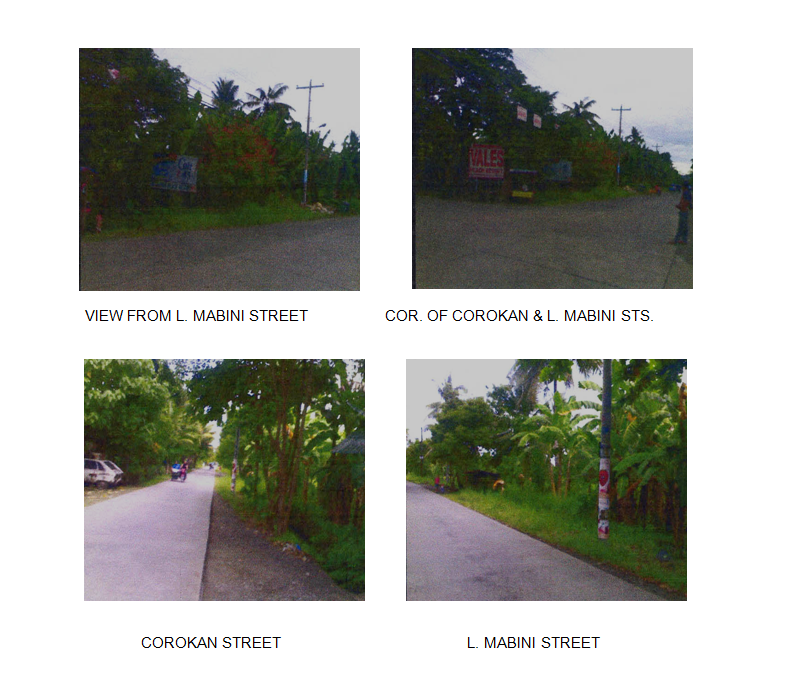 VALES
VIEW FROM L. MABINI STREET
COR. OF COROKAN & L. MABINI STS.
COROKAN STREET
L. MABINI STREET